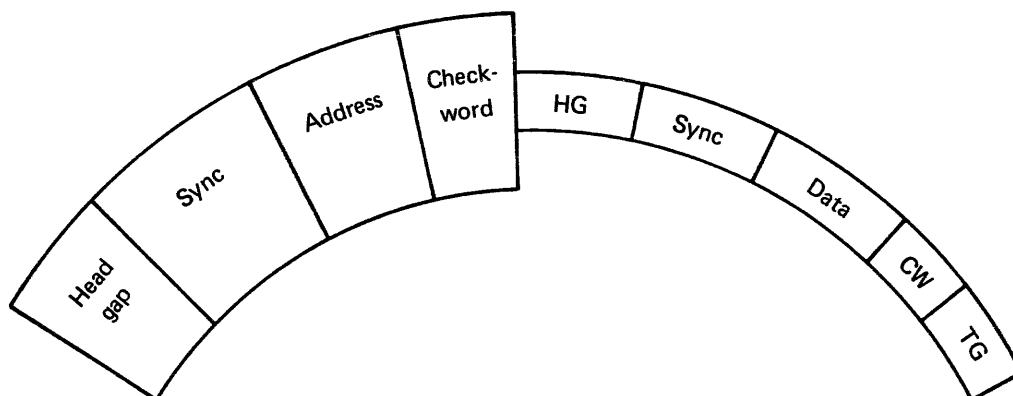 Head
gap
Sync
Address
Check-
word
HG
Sync
Data
CW
TG